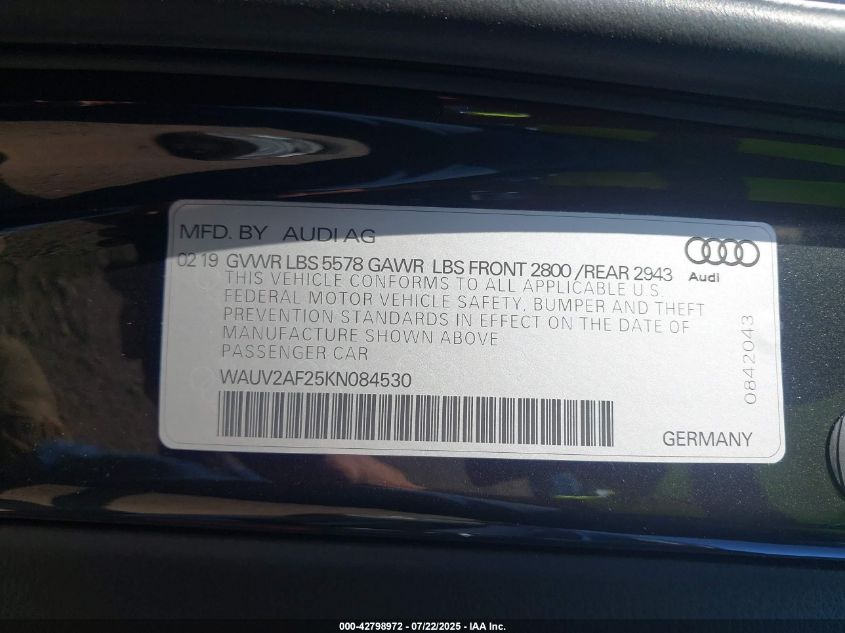 MFD. BY AUDI AG
02 19 GVWR LBS 5578 GAWR LBS FRONT 2800 /REAR 2943
THIS VEHICLE CONFORMS TO ALL APPLICABLE U.S.
FEDERAL MOTOR VEHICLE SAFETY, BUMPER AND THEFT
PREVENTION STANDARDS IN EFFECT ON THE DATE OF
MANUFACTURE SHOWN ABOVE
PASSENGER CAR
WAUV2AF25KN084530
GERMANY
Audi
0842043
000-42798972 / 07/22/2025 - IAA Inc.